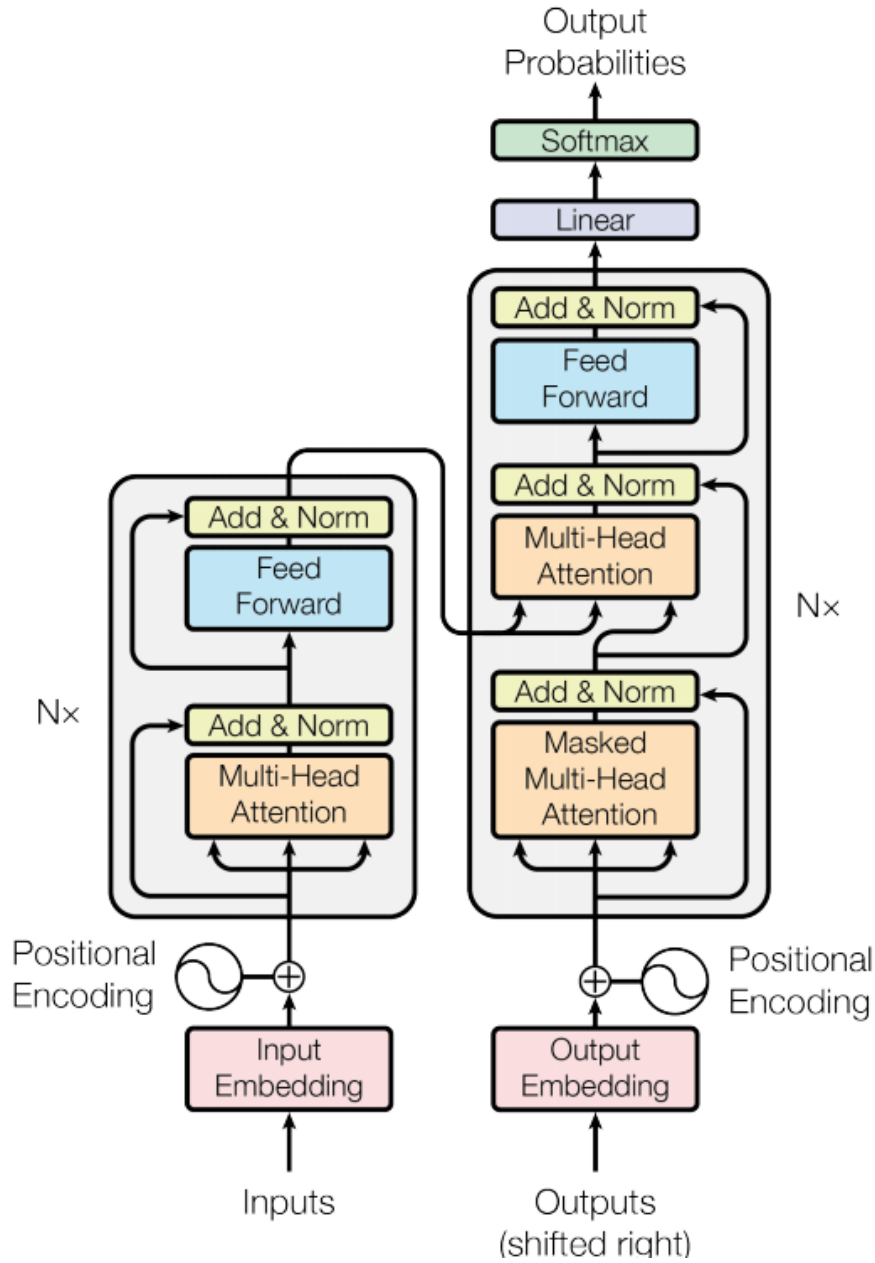 Output
Probabilities
Softmax
Linear
Add & Norm
Feed
Forward
Add & Norm
Multi-Head
Attention
Add & Norm
Masked
Multi-Head
Attention
N×
Add & Norm
Feed
Forward
Add & Norm
Multi-Head
Attention
N×
Positional
Encoding
Positional
Encoding
Input
Embedding
Output
Embedding
Inputs
Outputs
(shifted right)